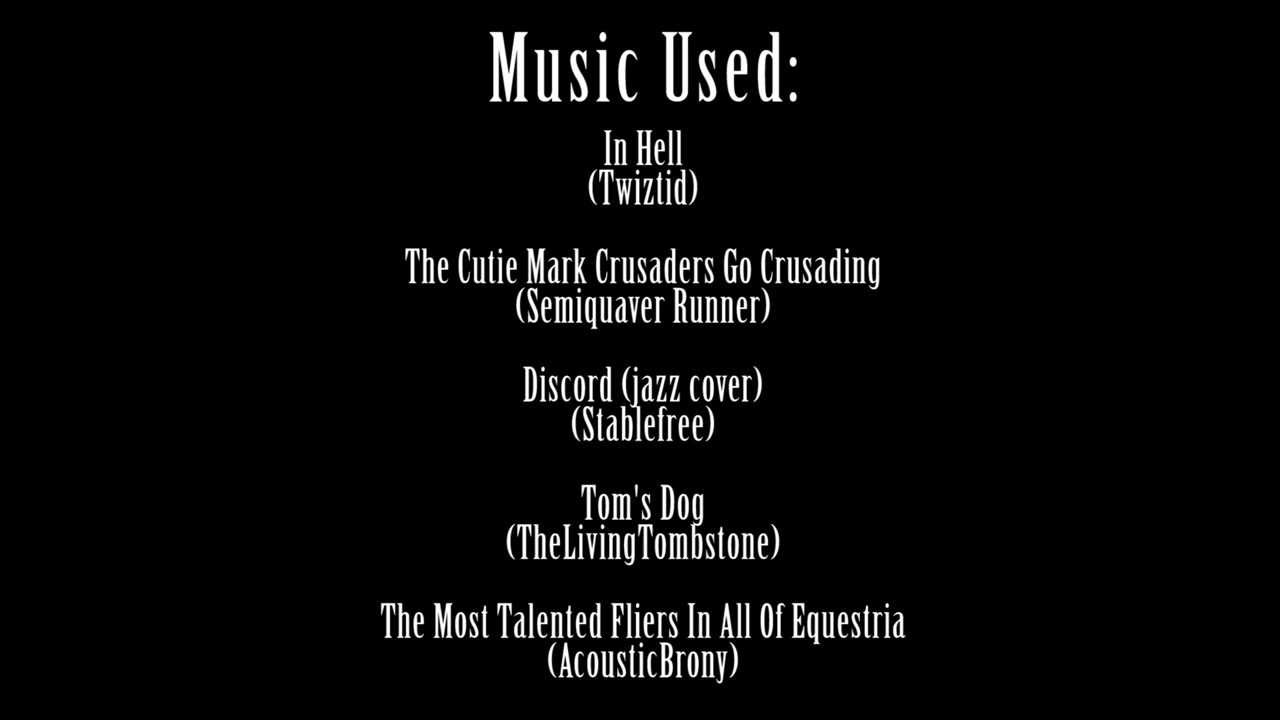 Music Used:
In Hell
(Twiztid)
The Cutie Mark Crusaders Go Crusading
(Semiquaver Runner)
Discord (jazz cover)
(Stablefree)
Tom's Dog
(TheLivingTombstone)
The Most Talented Fliers In All Of Equestria
(AcousticBrony)